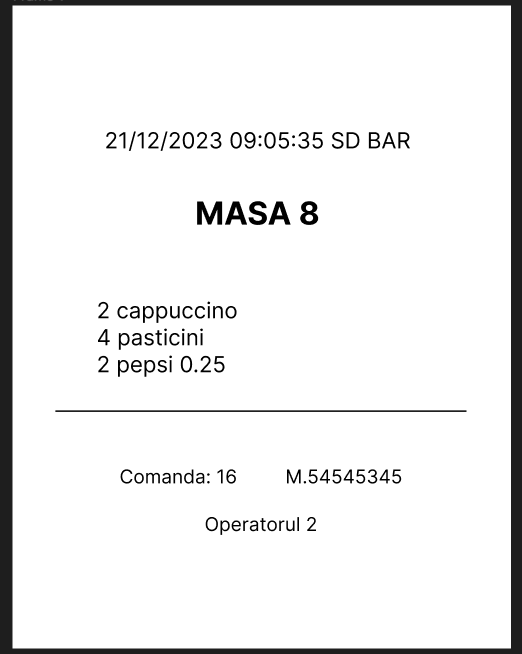 21/12/2023 09:05:35 SD BAR
MASA 8
2 cappuccino
4 pasticini
2 pepsi 0.25
Comanda: 16 M.54545345
Operatorul 2